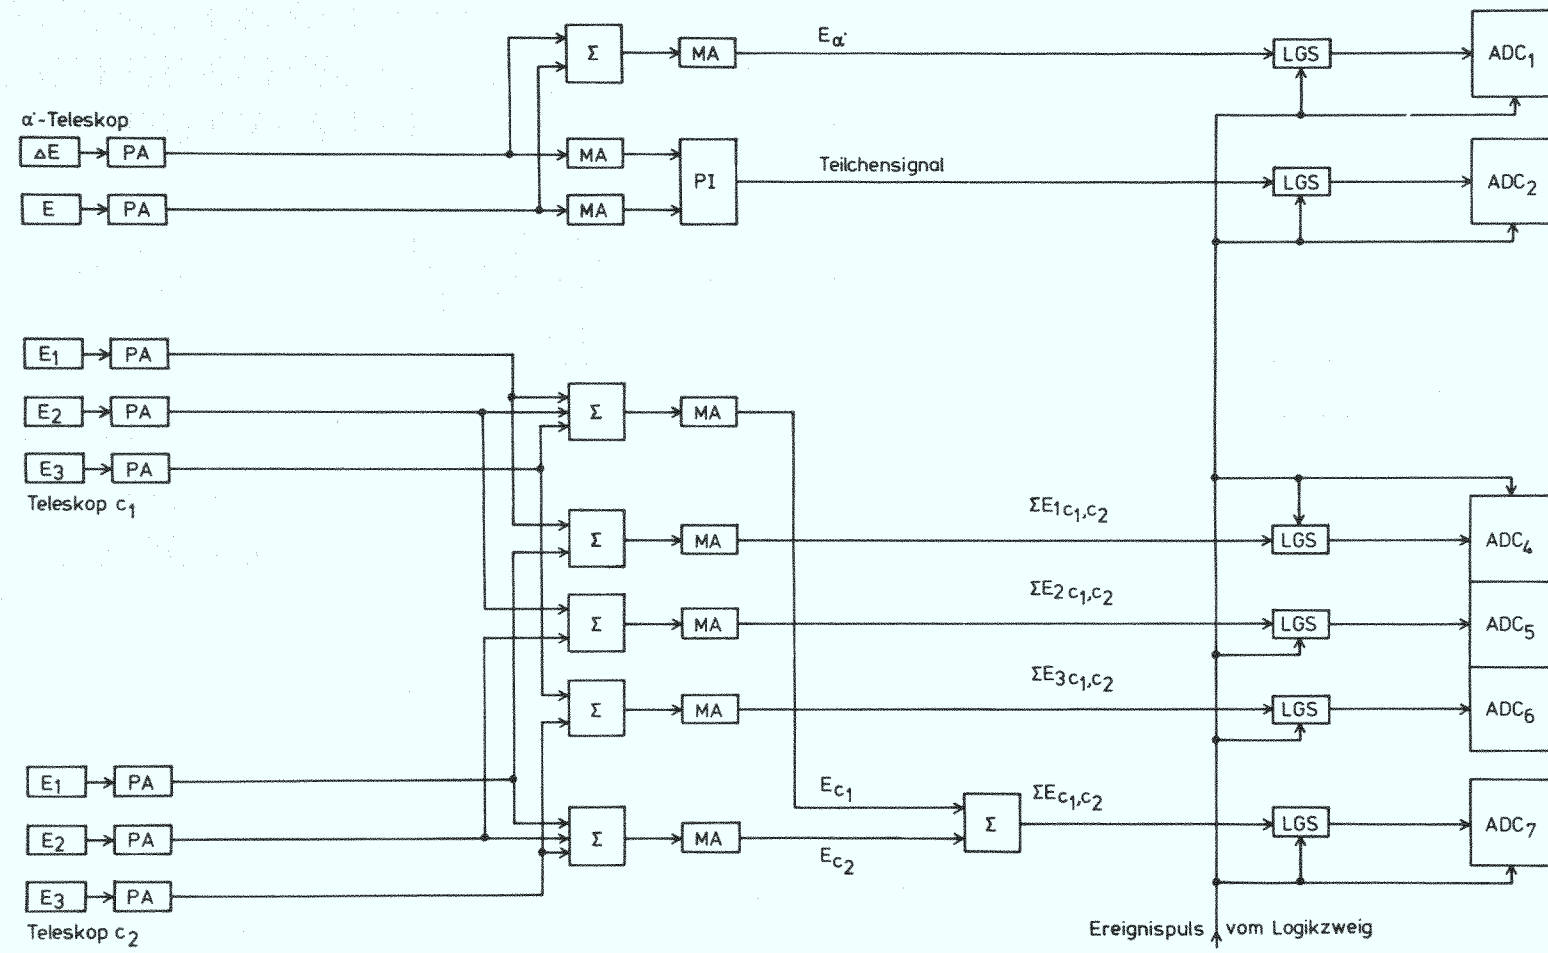 Σ MA Eα' LGS ADC1
α'-Teleskop
ΔE PA MA PI Teilchensignal LGS ADC2
E PA MA
E1 PA
E2 PA Σ MA
E3 PA
Teleskop c1
Σ MA ΣE1c1,c2 LGS ADC4
Σ MA ΣE2c1,c2 LGS ADC5
Σ MA ΣE3c1,c2 LGS ADC6
E1 PA Ec1 Σ ΣEc1,c2 LGS ADC7
E2 PA Σ MA Ec2
E3 PA
Teleskop c2
Ereignispuls vom Logikzweig